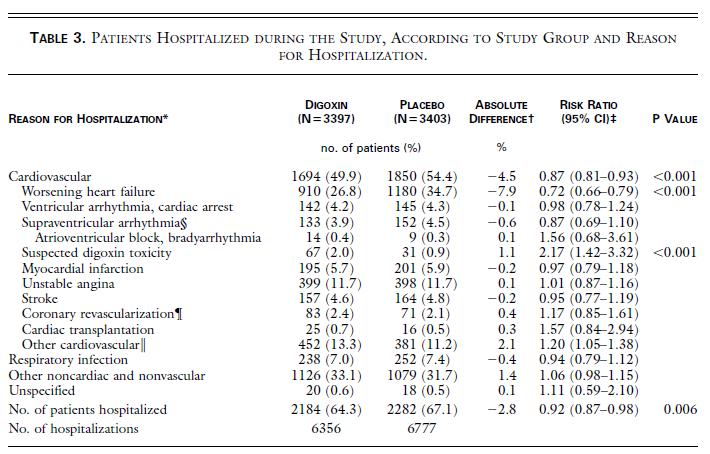 TABLE 3. PATIENTS HOSPITALIZED DURING THE STUDY, ACCORDING TO STUDY GROUP AND REASON
FOR HOSPITALIZATION.
REASON FOR HOSPITALIZATION* DIGOXIN (N=3397) PLACEBO (N=3403) ABSOLUTE DIFFERENCE† RISK RATIO (95% CI)‡ P VALUE
no. of patients (%) %
Cardiovascular 1694 (49.9) 1850 (54.4) −4.5 0.87 (0.81–0.93) <0.001
Worsening heart failure 910 (26.8) 1180 (34.7) −7.9 0.72 (0.66–0.79) <0.001
Ventricular arrhythmia, cardiac arrest 142 (4.2) 145 (4.3) −0.1 0.98 (0.78–1.24)
Supraventricular arrhythmia§ 133 (3.9) 152 (4.5) −0.6 0.87 (0.69–1.10)
Atrioventricular block, bradyarrhythmia 14 (0.4) 9 (0.3) 0.1 1.56 (0.68–3.61)
Suspected digoxin toxicity 67 (2.0) 31 (0.9) 1.1 2.17 (1.42–3.32) <0.001
Myocardial infarction 195 (5.7) 201 (5.9) −0.2 0.97 (0.79–1.18)
Unstable angina 399 (11.7) 398 (11.7) 0.1 1.01 (0.87–1.16)
Stroke 157 (4.6) 164 (4.8) −0.2 0.95 (0.77–1.19)
Coronary revascularization¶ 83 (2.4) 71 (2.1) 0.4 1.17 (0.85–1.61)
Cardiac transplantation 25 (0.7) 16 (0.5) 0.3 1.57 (0.84–2.94)
Other cardiovascular‖ 452 (13.3) 381 (11.2) 2.1 1.20 (1.05–1.38)
Respiratory infection 238 (7.0) 252 (7.4) −0.4 0.94 (0.79–1.12)
Other noncardiac and nonvascular 1126 (33.1) 1079 (31.7) 1.4 1.06 (0.98–1.15)
Unspecified 20 (0.6) 18 (0.5) 0.1 1.11 (0.59–2.10)
No. of patients hospitalized 2184 (64.3) 2282 (67.1) −2.8 0.92 (0.87–0.98) 0.006
No. of hospitalizations 6356 6777